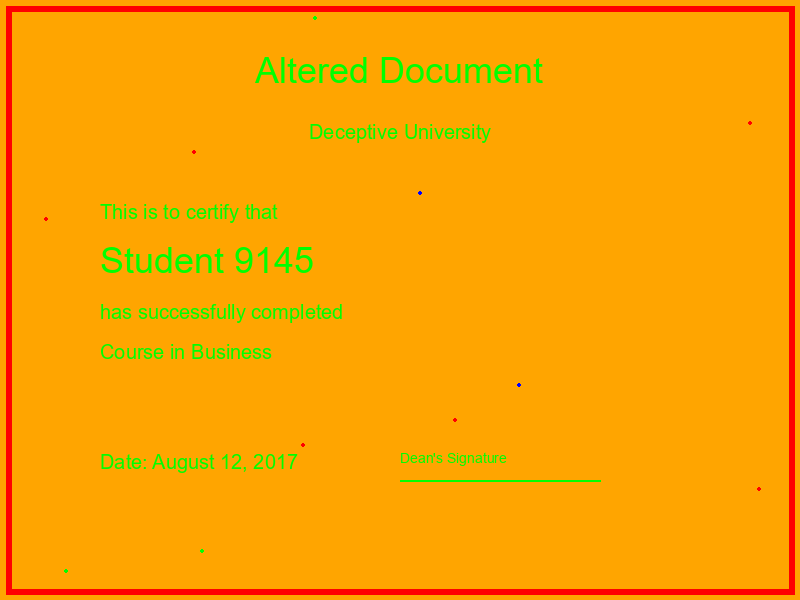 Altered Document
Deceptive University
This is to certify that
Student 9145
has successfully completed
Course in Business
Date: August 12, 2017
Dean's Signature